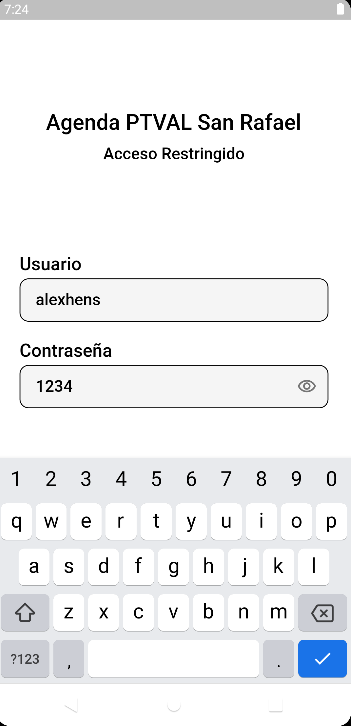 7:24
Agenda PTVAL San Rafael
Acceso Restringido
Usuario
alexhens
Contraseña
1234
1 2 3 4 5 6 7 8 9 0
q w e r t y u i o p
a s d f g h j k l
z x c v b n m
?123 , .